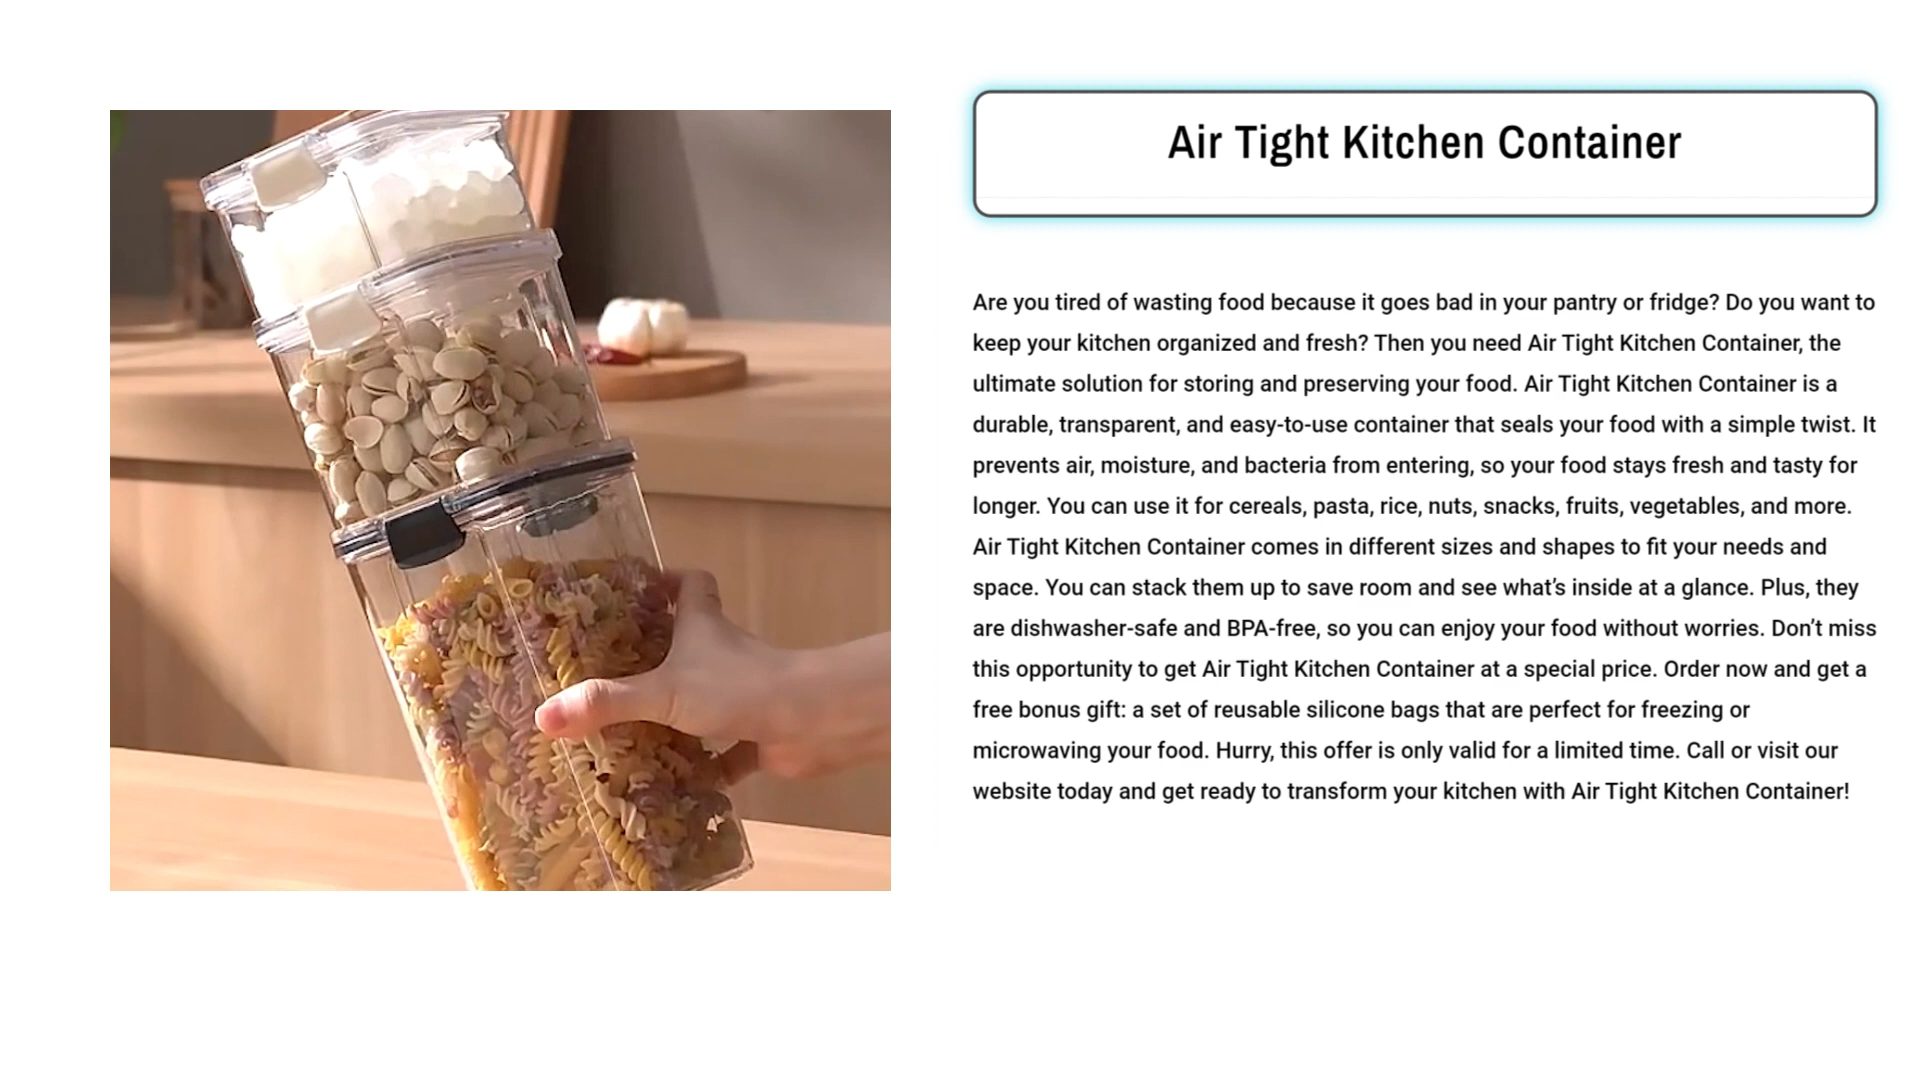 Air Tight Kitchen Container
Are you tired of wasting food because it goes bad in your pantry or fridge? Do you want to
keep your kitchen organized and fresh? Then you need Air Tight Kitchen Container, the
ultimate solution for storing and preserving your food. Air Tight Kitchen Container is a
durable, transparent, and easy-to-use container that seals your food with a simple twist. It
prevents air, moisture, and bacteria from entering, so your food stays fresh and tasty for
longer. You can use it for cereals, pasta, rice, nuts, snacks, fruits, vegetables, and more.
Air Tight Kitchen Container comes in different sizes and shapes to fit your needs and
space. You can stack them up to save room and see what’s inside at a glance. Plus, they
are dishwasher-safe and BPA-free, so you can enjoy your food without worries. Don’t miss
this opportunity to get Air Tight Kitchen Container at a special price. Order now and get a
free bonus gift: a set of reusable silicone bags that are perfect for freezing or
microwaving your food. Hurry, this offer is only valid for a limited time. Call or visit our
website today and get ready to transform your kitchen with Air Tight Kitchen Container!